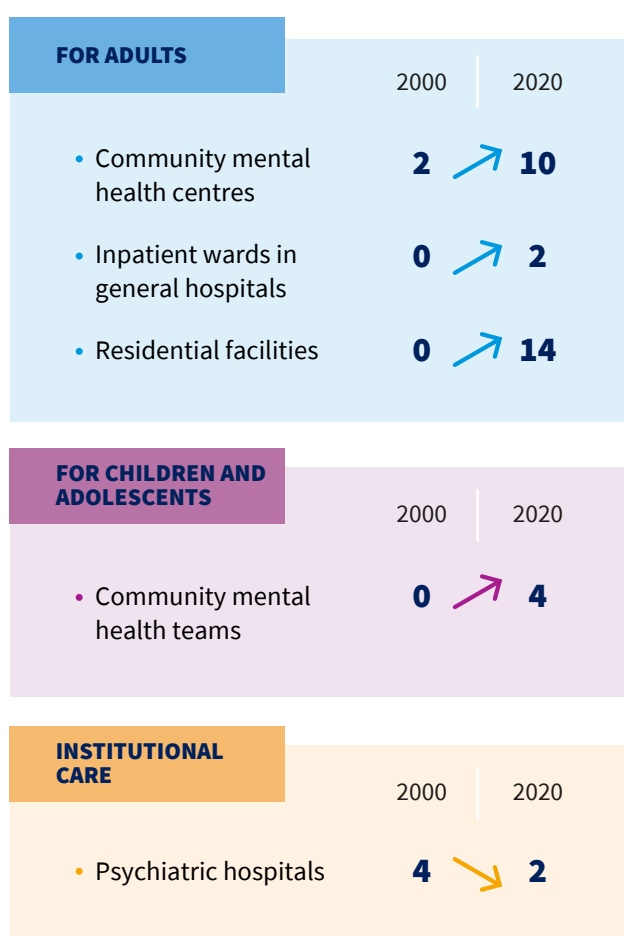 FOR ADULTS
2000 2020
• Community mental
health centres
2 10
• Inpatient wards in
general hospitals
0 2
• Residential facilities
0 14
FOR CHILDREN AND
ADOLESCENTS
2000 2020
• Community mental
health teams
0 4
INSTITUTIONAL
CARE
2000 2020
• Psychiatric hospitals
4 2